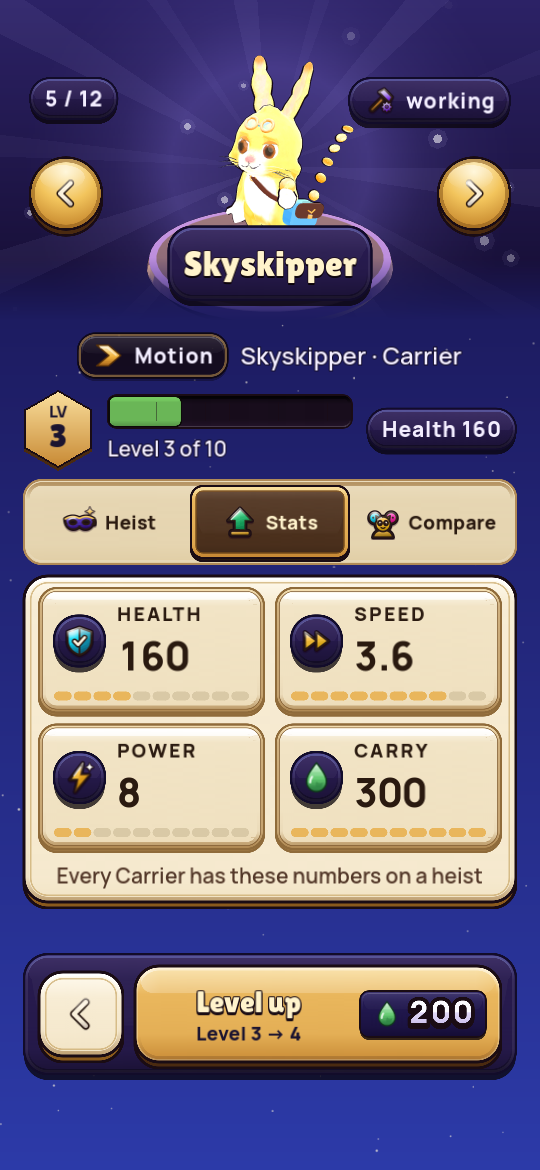 5 / 12
working
Skyskipper
Motion
Skyskipper · Carrier
LV
3
Level 3 of 10
Health 160
Heist
Stats
Compare
HEALTH
160
SPEED
3.6
POWER
8
CARRY
300
Every Carrier has these numbers on a heist
Level up
Level 3 → 4
200